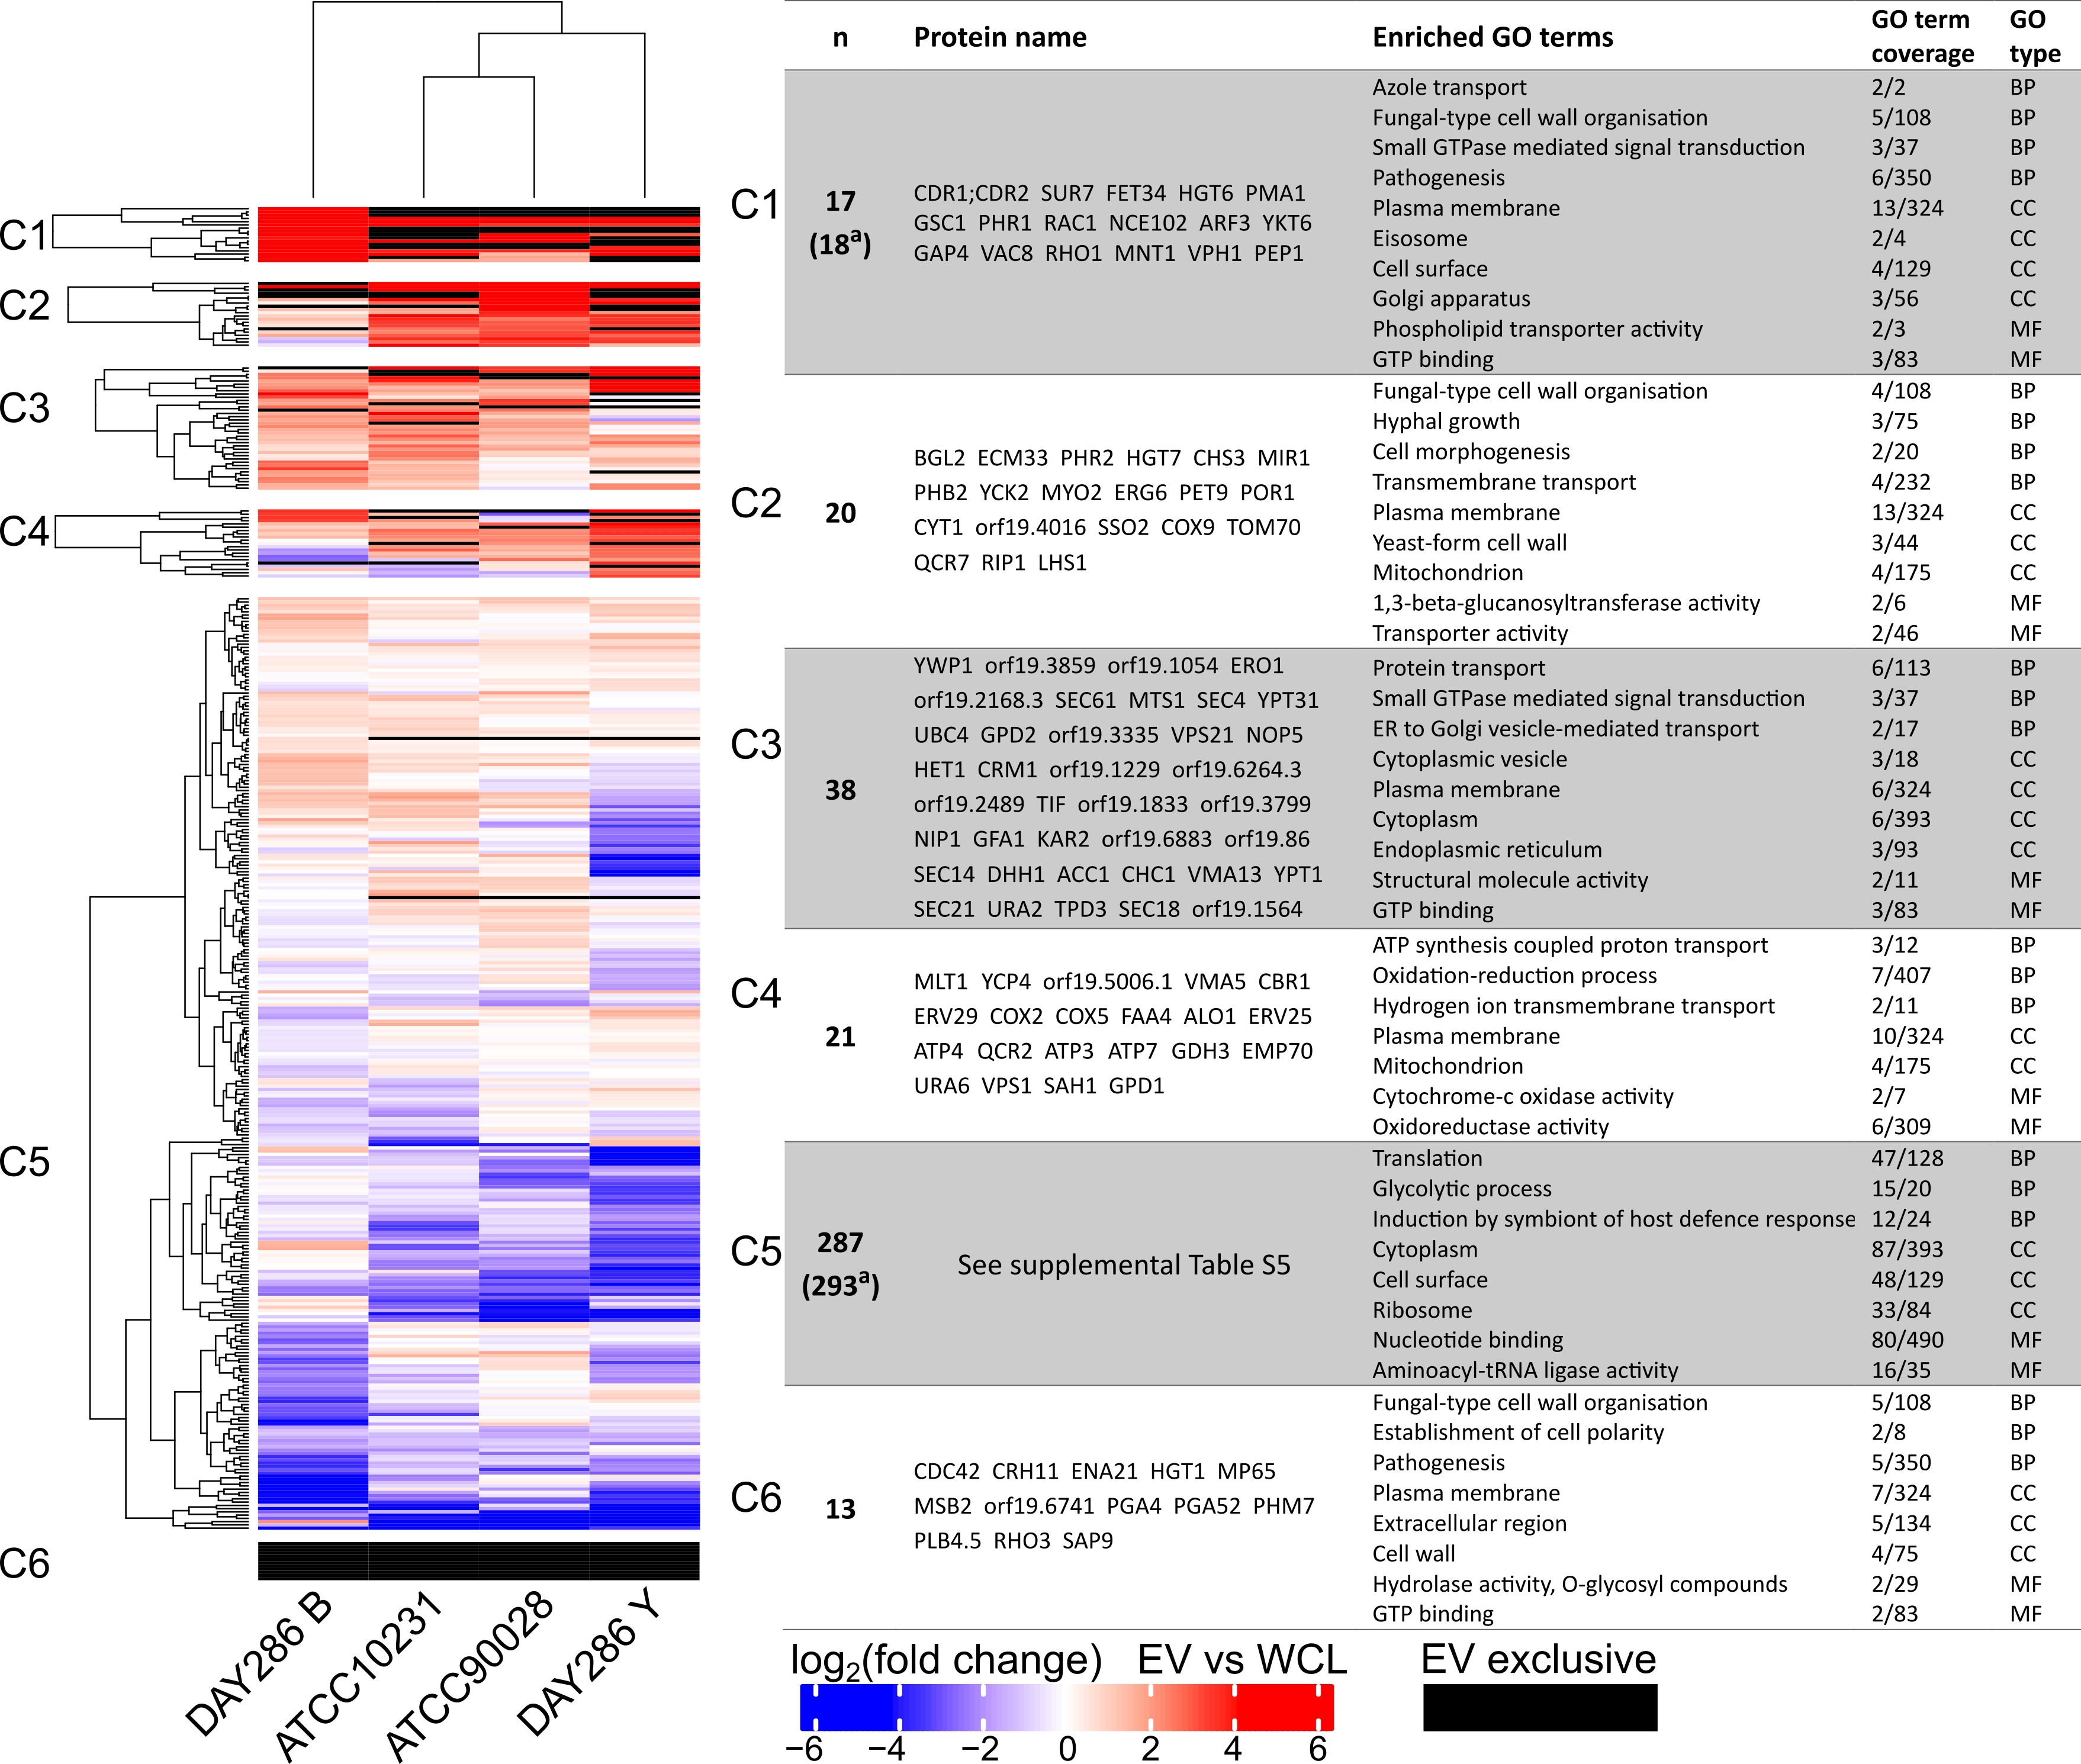 C1
C2
C3
C4
C5
C6
DAY286 B
ATCC10231
ATCC90028
DAY286 Y
n Protein name Enriched GO terms GO term coverage GO type
C1
17
(18ᵃ)
CDR1;CDR2 SUR7 FET34 HGT6 PMA1
GSC1 PHR1 RAC1 NCE102 ARF3 YKT6
GAP4 VAC8 RHO1 MNT1 VPH1 PEP1
Azole transport 2/2 BP
Fungal-type cell wall organisation 5/108 BP
Small GTPase mediated signal transduction 3/37 BP
Pathogenesis 6/350 BP
Plasma membrane 13/324 CC
Eisosome 2/4 CC
Cell surface 4/129 CC
Golgi apparatus 3/56 CC
Phospholipid transporter activity 2/3 MF
GTP binding 3/83 MF
C2
20
BGL2 ECM33 PHR2 HGT7 CHS3 MIR1
PHB2 YCK2 MYO2 ERG6 PET9 POR1
CYT1 orf19.4016 SSO2 COX9 TOM70
QCR7 RIP1 LHS1
Fungal-type cell wall organisation 4/108 BP
Hyphal growth 3/75 BP
Cell morphogenesis 2/20 BP
Transmembrane transport 4/232 BP
Plasma membrane 13/324 CC
Yeast-form cell wall 3/44 CC
Mitochondrion 4/175 CC
1,3-beta-glucanosyltransferase activity 2/6 MF
Transporter activity 2/46 MF
C3
38
YWP1 orf19.3859 orf19.1054 ERO1
orf19.2168.3 SEC61 MTS1 SEC4 YPT31
UBC4 GPD2 orf19.3335 VPS21 NOP5
HET1 CRM1 orf19.1229 orf19.6264.3
orf19.2489 TIF orf19.1833 orf19.3799
NIP1 GFA1 KAR2 orf19.6883 orf19.86
SEC14 DHH1 ACC1 CHC1 VMA13 YPT1
SEC21 URA2 TPD3 SEC18 orf19.1564
Protein transport 6/113 BP
Small GTPase mediated signal transduction 3/37 BP
ER to Golgi vesicle-mediated transport 2/17 BP
Cytoplasmic vesicle 3/18 CC
Plasma membrane 6/324 CC
Cytoplasm 6/393 CC
Endoplasmic reticulum 3/93 CC
Structural molecule activity 2/11 MF
GTP binding 3/83 MF
C4
21
MLT1 YCP4 orf19.5006.1 VMA5 CBR1
ERV29 COX2 COX5 FAA4 ALO1 ERV25
ATP4 QCR2 ATP3 ATP7 GDH3 EMP70
URA6 VPS1 SAH1 GPD1
ATP synthesis coupled proton transport 3/12 BP
Oxidation-reduction process 7/407 BP
Hydrogen ion transmembrane transport 2/11 BP
Plasma membrane 10/324 CC
Mitochondrion 4/175 CC
Cytochrome-c oxidase activity 2/7 MF
Oxidoreductase activity 6/309 MF
C5
287
(293ᵃ)
See supplemental Table S5
Translation 47/128 BP
Glycolytic process 15/20 BP
Induction by symbiont of host defence response 12/24 BP
Cytoplasm 87/393 CC
Cell surface 48/129 CC
Ribosome 33/84 CC
Nucleotide binding 80/490 MF
Aminoacyl-tRNA ligase activity 16/35 MF
C6
13
CDC42 CRH11 ENA21 HGT1 MP65
MSB2 orf19.6741 PGA4 PGA52 PHM7
PLB4.5 RHO3 SAP9
Fungal-type cell wall organisation 5/108 BP
Establishment of cell polarity 2/8 BP
Pathogenesis 5/350 BP
Plasma membrane 7/324 CC
Extracellular region 5/134 CC
Cell wall 4/75 CC
Hydrolase activity, O-glycosyl compounds 2/29 MF
GTP binding 2/83 MF
log₂(fold change) EV vs WCL
−6 −4 −2 0 2 4 6
EV exclusive